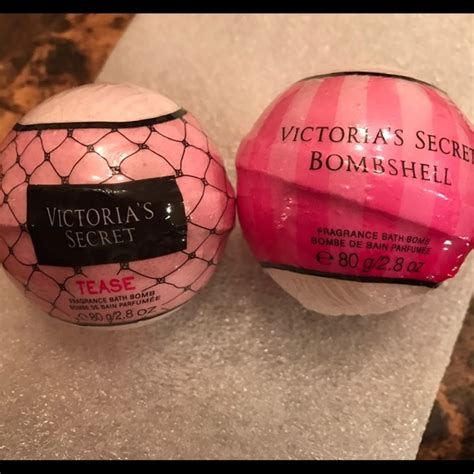 VICTORIA'S
SECRET
TEASE
FRAGRANCE BATH BOMB
BOMBE DE BAIN PARFUMÉE
℮ 80 g/2.8 oz
VICTORIA'S SECRET
BOMBSHELL
FRAGRANCE BATH BOMB
BOMBE DE BAIN PARFUMÉE
℮ 80 g/2.8 oz